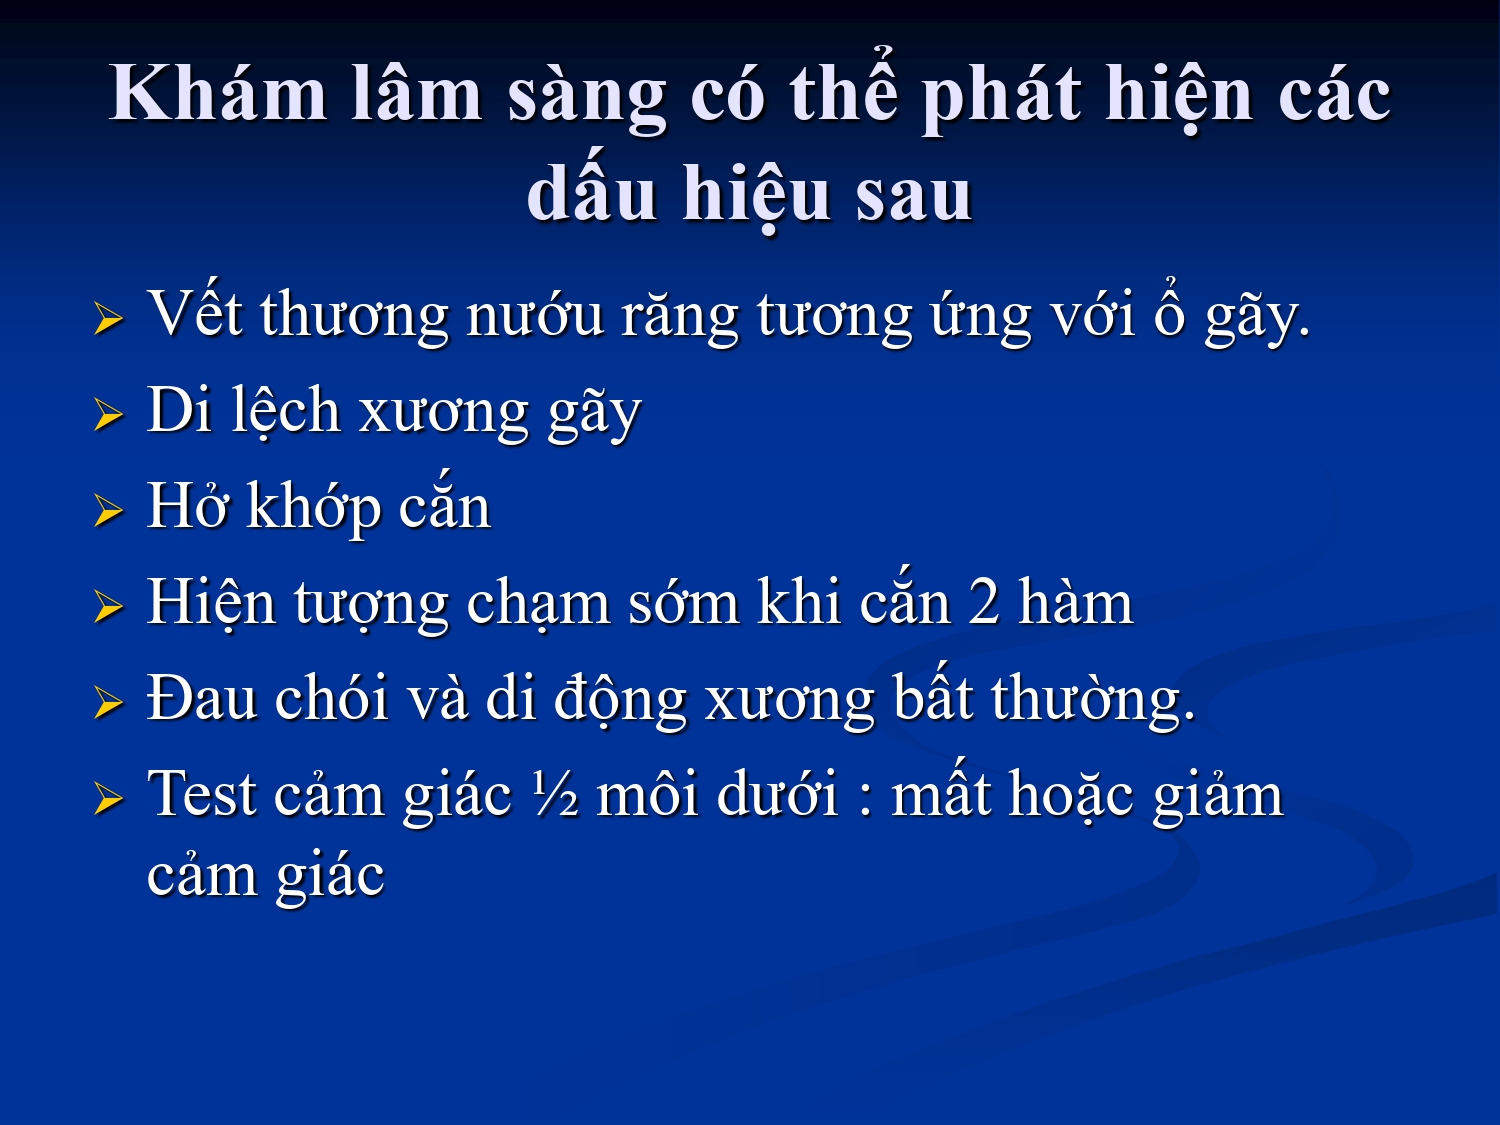 Khám lâm sàng có thể phát hiện các
dấu hiệu sau
Vết thương nướu răng tương ứng với ổ gãy.
Di lệch xương gãy
Hở khớp cắn
Hiện tượng chạm sớm khi cắn 2 hàm
Đau chói và di động xương bất thường.
Test cảm giác ½ môi dưới : mất hoặc giảm
cảm giác